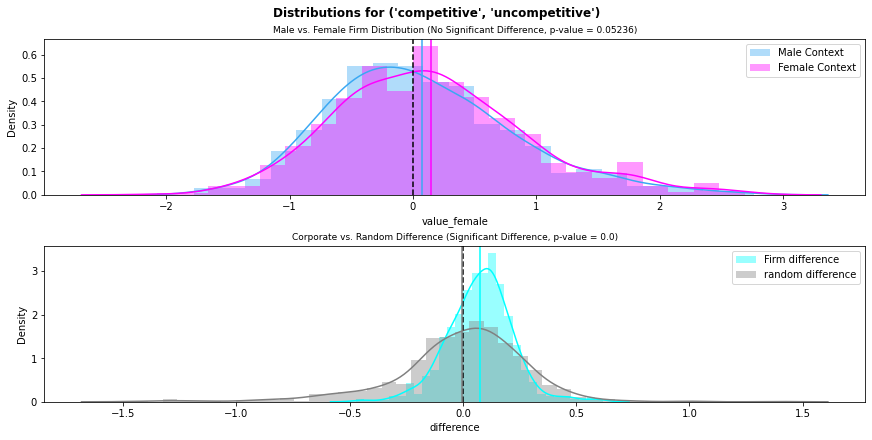 Distributions for ('competitive', 'uncompetitive')
Male vs. Female Firm Distribution (No Significant Difference, p-value = 0.05236)
Density
0.6
0.5
0.4
0.3
0.2
0.1
0.0
Male Context
Female Context
−2 −1 0 1 2 3
value_female
Corporate vs. Random Difference (Significant Difference, p-value = 0.0)
Density
3
2
1
0
Firm difference
random difference
−1.5 −1.0 −0.5 0.0 0.5 1.0 1.5
difference